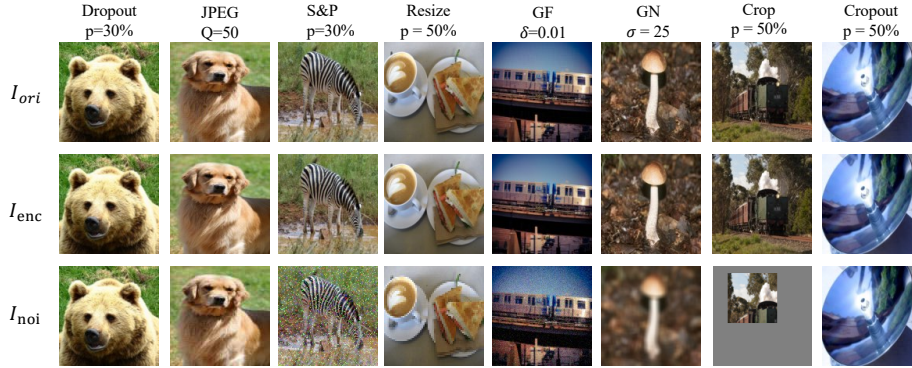 Dropout JPEG S&P Resize GF GN Crop Cropout
p=30% Q=50 p=30% p = 50% δ=0.01 σ = 25 p = 50% p = 50%
I_ori
I_enc
I_noi